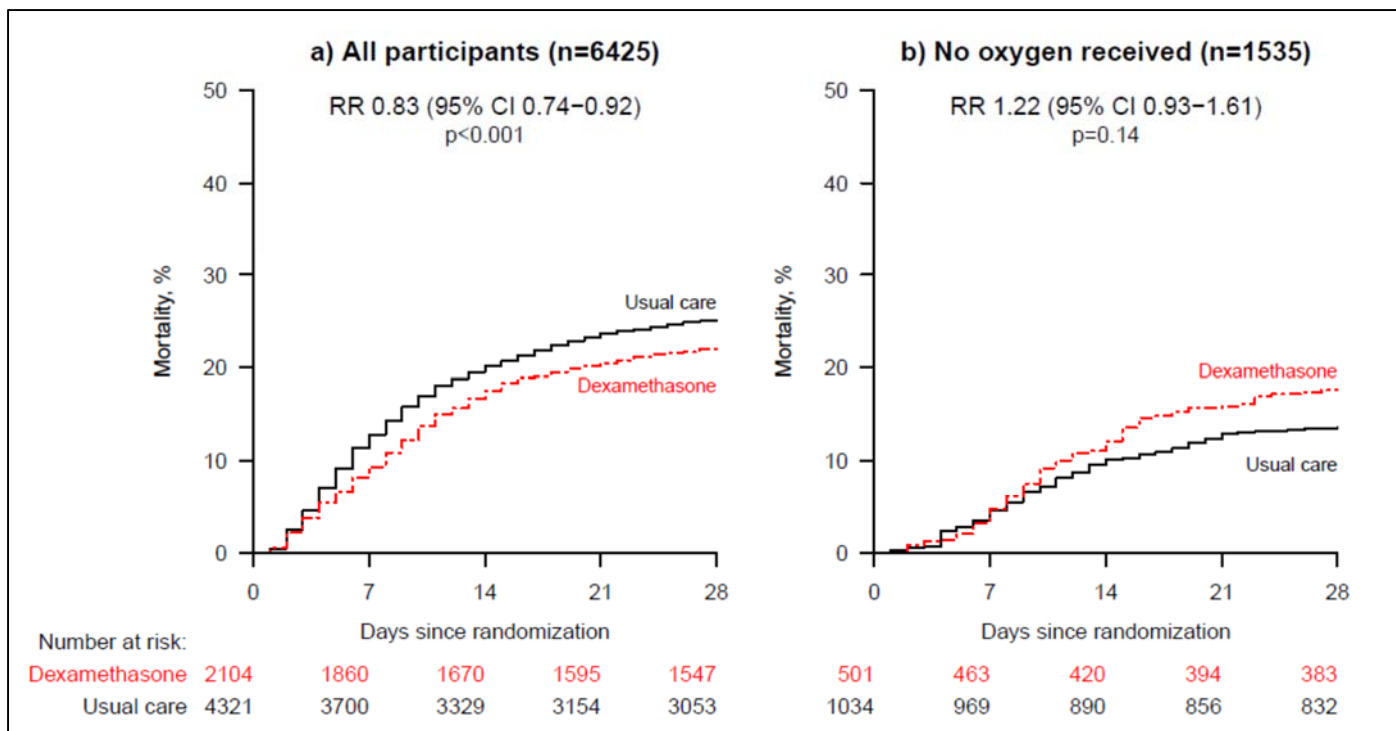 a) All participants (n=6425)
RR 0.83 (95% CI 0.74−0.92)
p<0.001
50
40
30
20
10
0
Mortality, %
Usual care
Dexamethasone
0 7 14 21 28
Days since randomization
b) No oxygen received (n=1535)
RR 1.22 (95% CI 0.93−1.61)
p=0.14
50
40
30
20
10
0
Mortality, %
Dexamethasone
Usual care
0 7 14 21 28
Days since randomization
Number at risk:
Dexamethasone 2104 1860 1670 1595 1547 501 463 420 394 383
Usual care 4321 3700 3329 3154 3053 1034 969 890 856 832